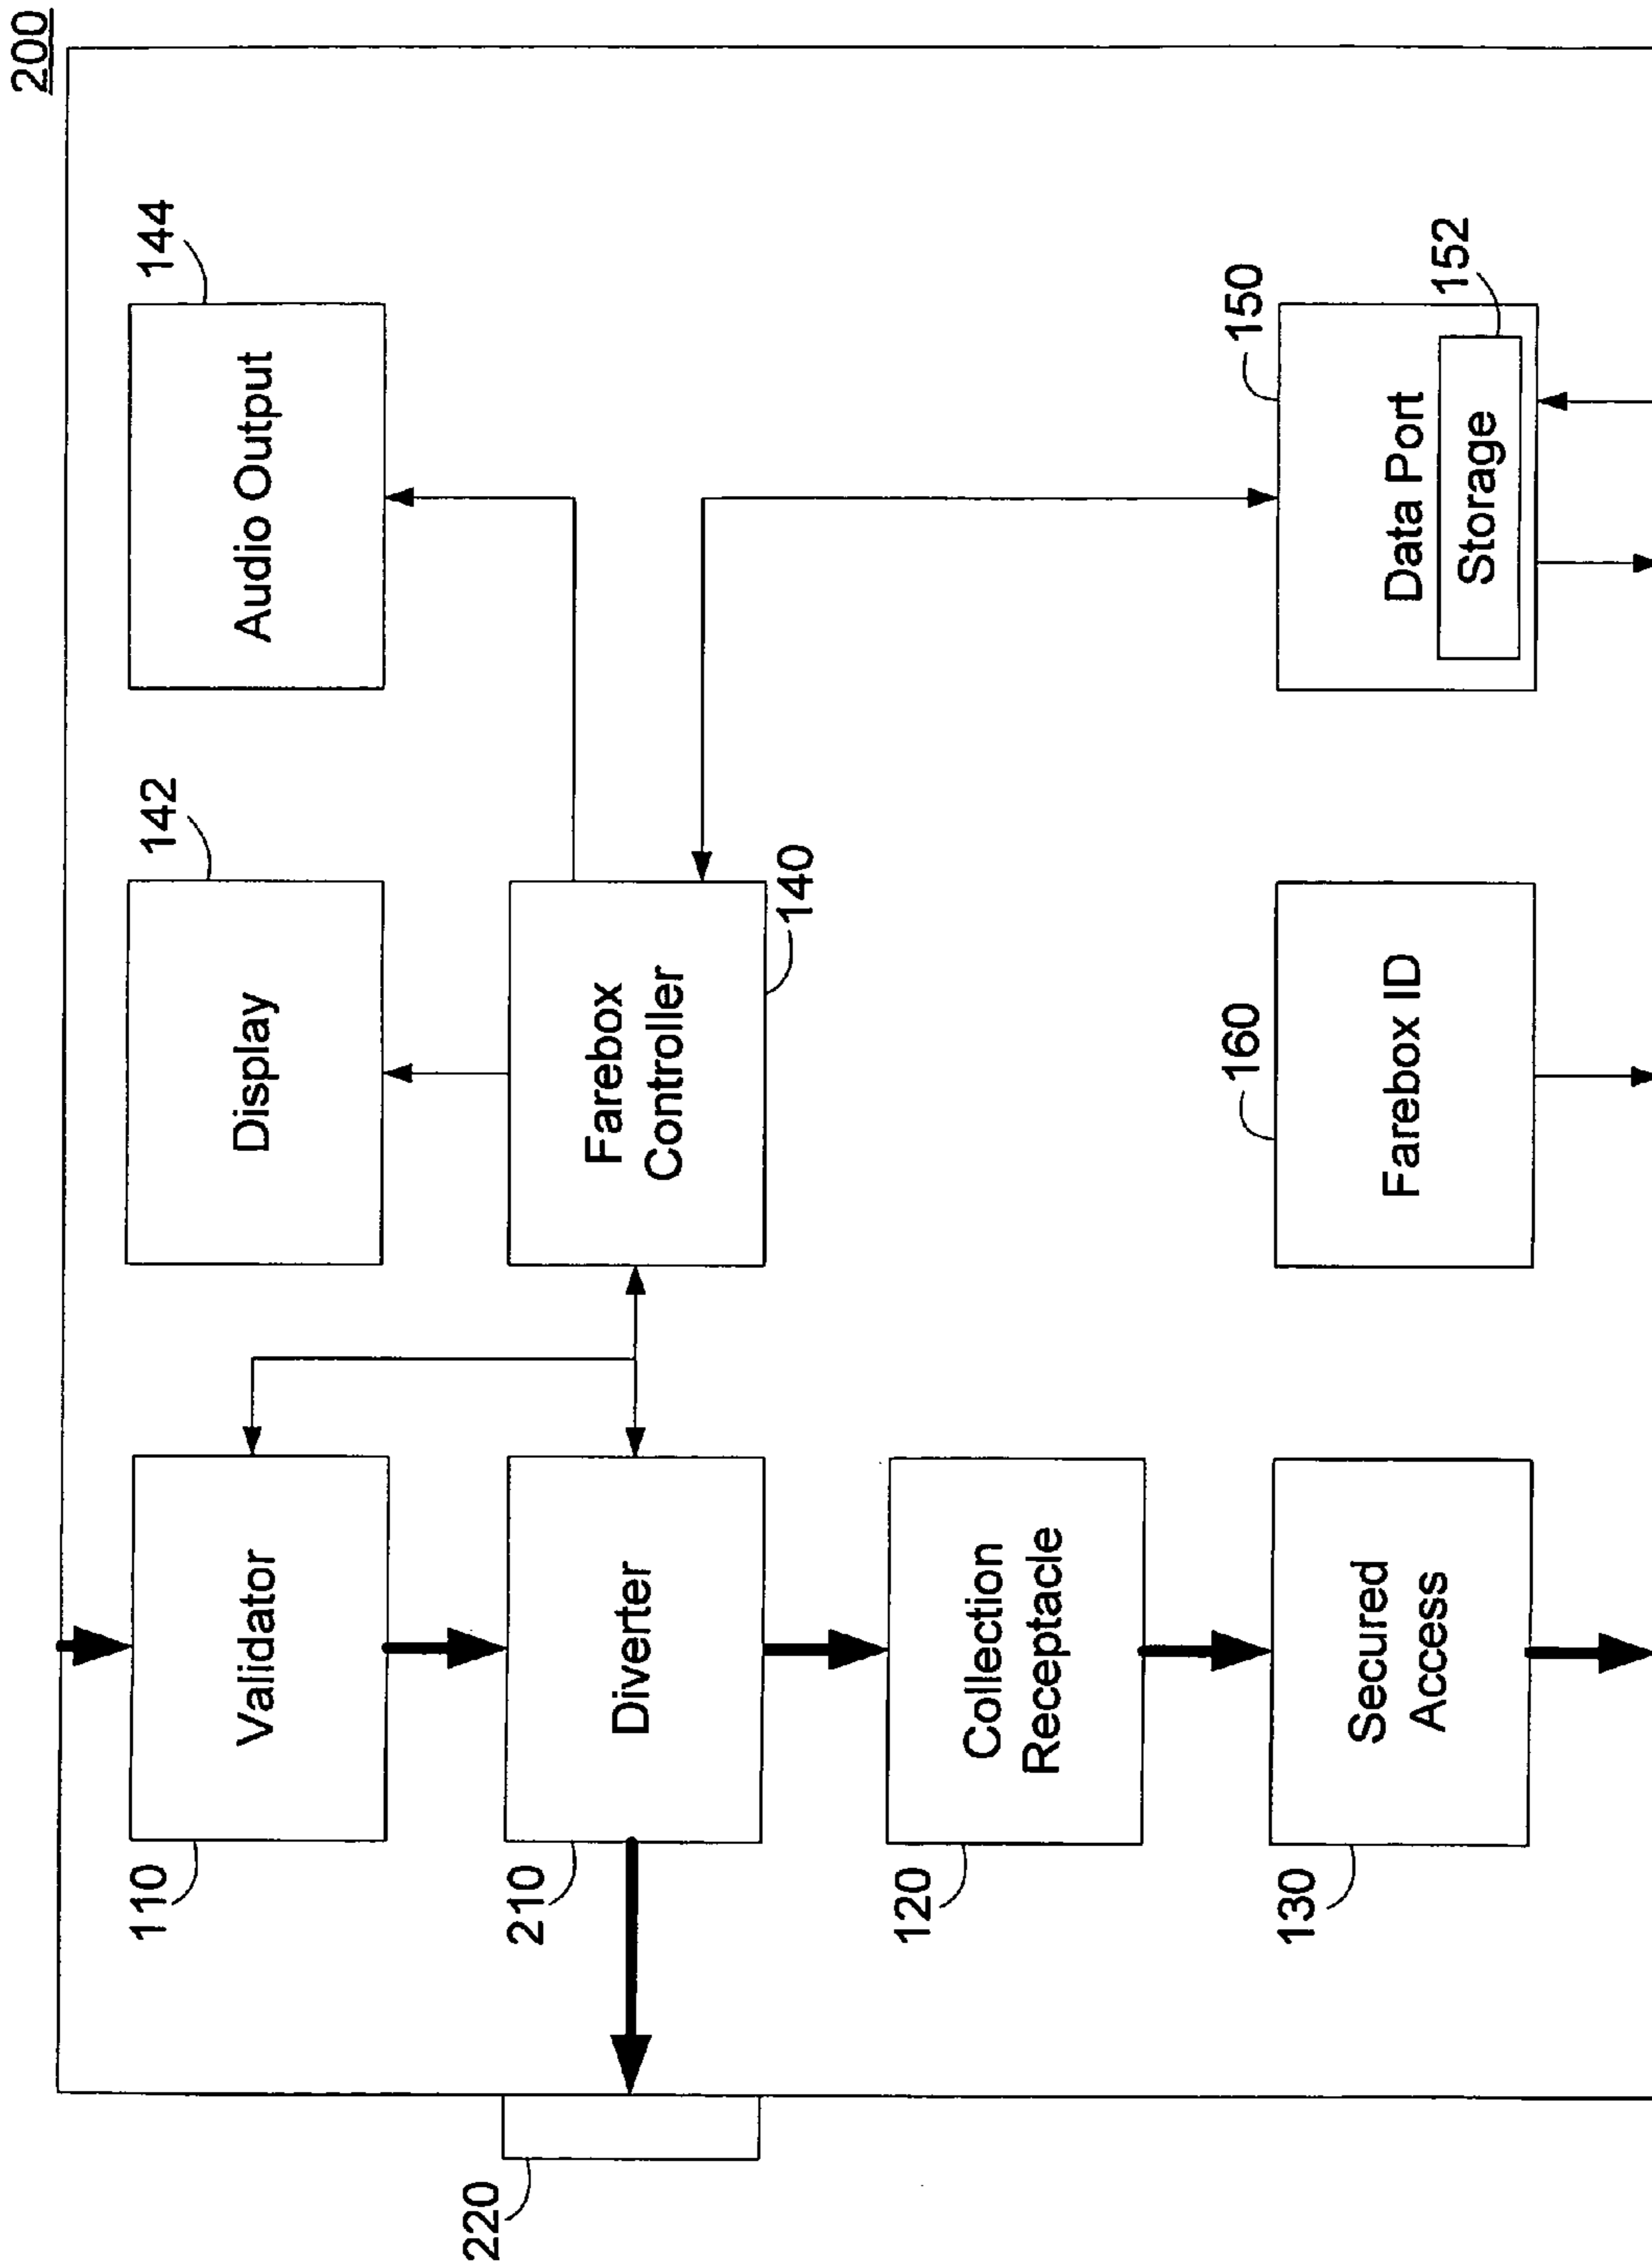 200
110
Validator
Display
142
Audio Output
144
210
Diverter
Farebox
Controller
140
220
120
Collection
Receptacle
130
Secured
Access
160
Farebox ID
150
Data Port
Storage
152